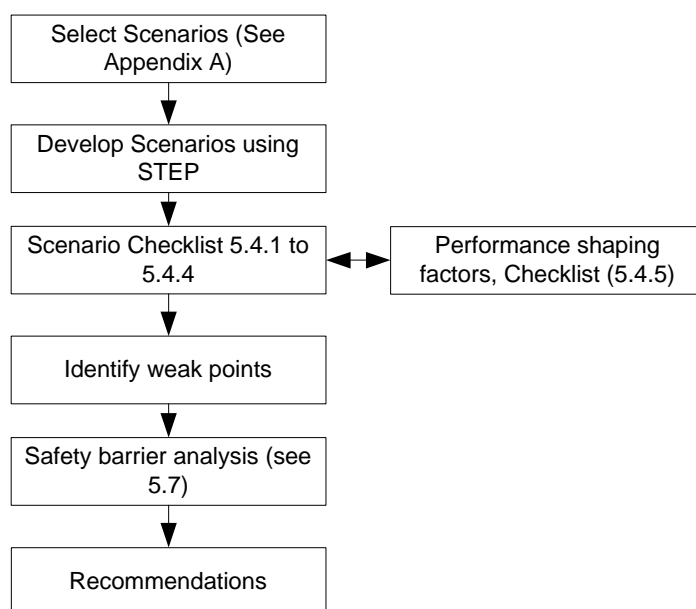 Select Scenarios (See
Appendix A)
Develop Scenarios using
STEP
Scenario Checklist 5.4.1 to
5.4.4
Performance shaping
factors, Checklist (5.4.5)
Identify weak points
Safety barrier analysis (see
5.7)
Recommendations